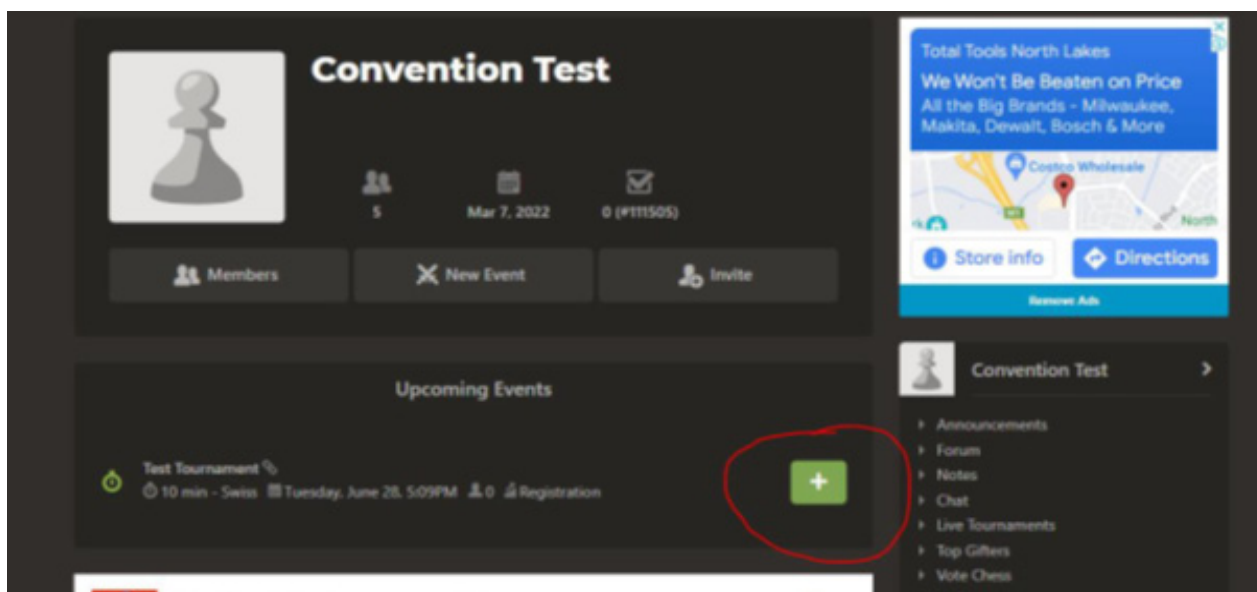 Convention Test
5
Mar 7, 2022
0 (#111505)
Members
New Event
Invite
Upcoming Events
Test Tournament
10 min - Swiss Tuesday, June 28, 5:09PM 0 Registration
+
Total Tools North Lakes
We Won't Be Beaten on Price
All the Big Brands - Milwaukee,
Makita, Dewalt, Bosch & More
Costco Wholesale
North
Store info
Directions
Remove Ads
Convention Test
Announcements
Forum
Notes
Chat
Live Tournaments
Top Gifters
Vote Chess